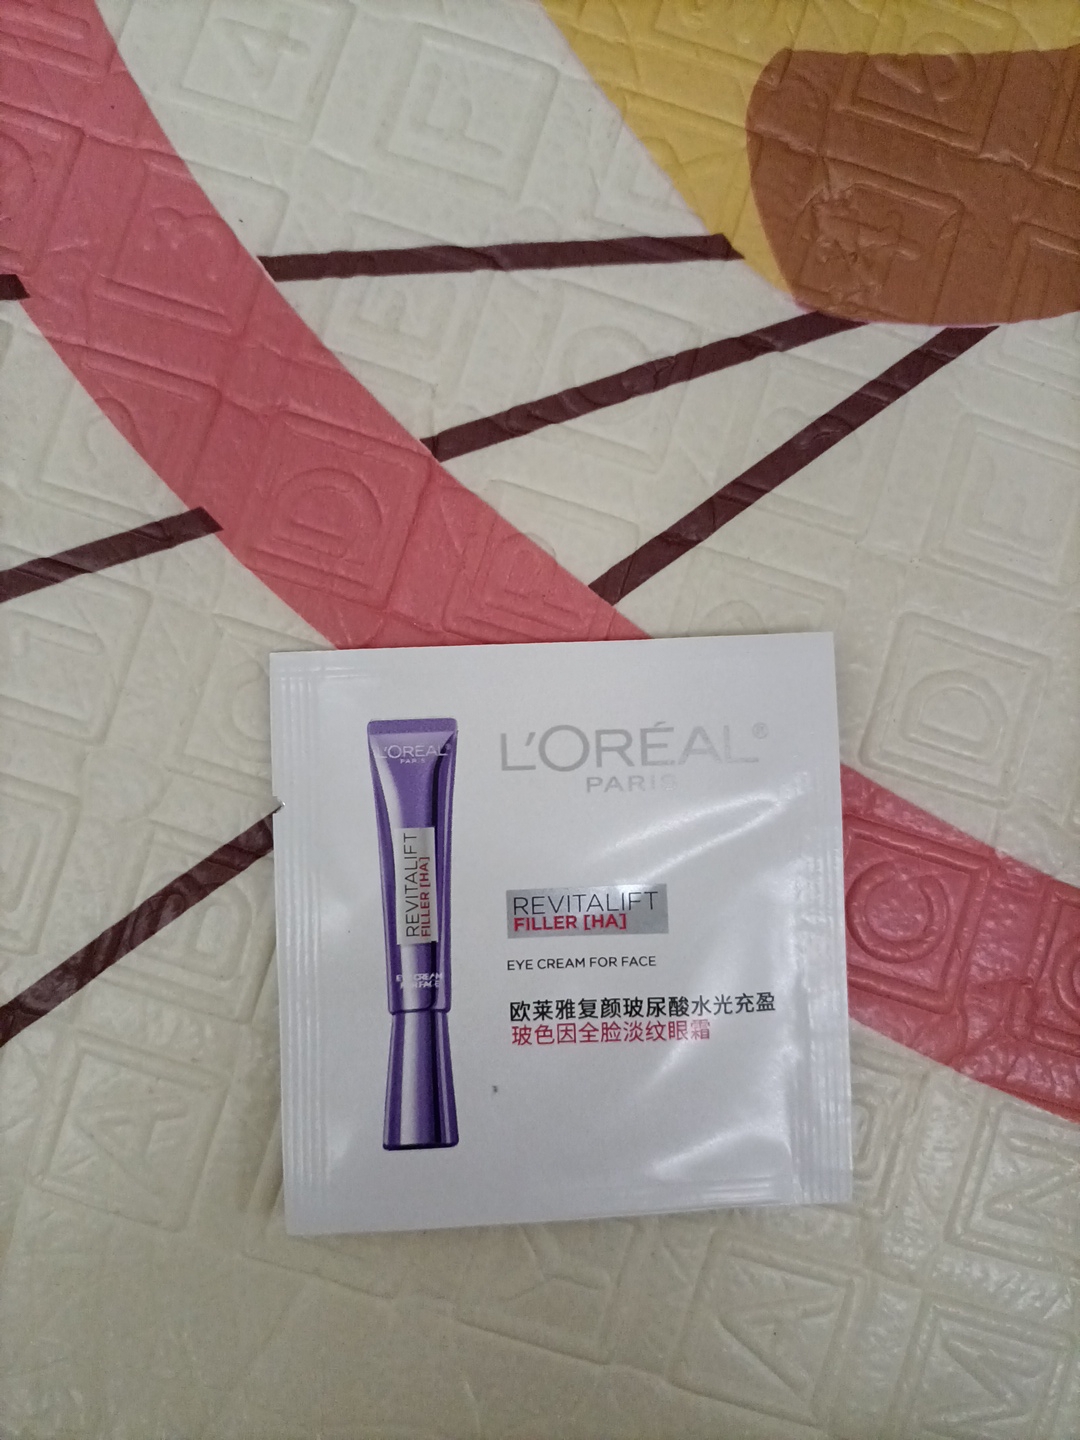 L'ORÉAL®
PARIS
REVITALIFT
FILLER [HA]
EYE CREAM FOR FACE
欧莱雅复颜玻尿酸水光充盈
玻色因全脸淡纹眼霜
L'ORÉAL
PARIS
REVITALIFT
FILLER [HA]
EYE CREAM
FOR FACE